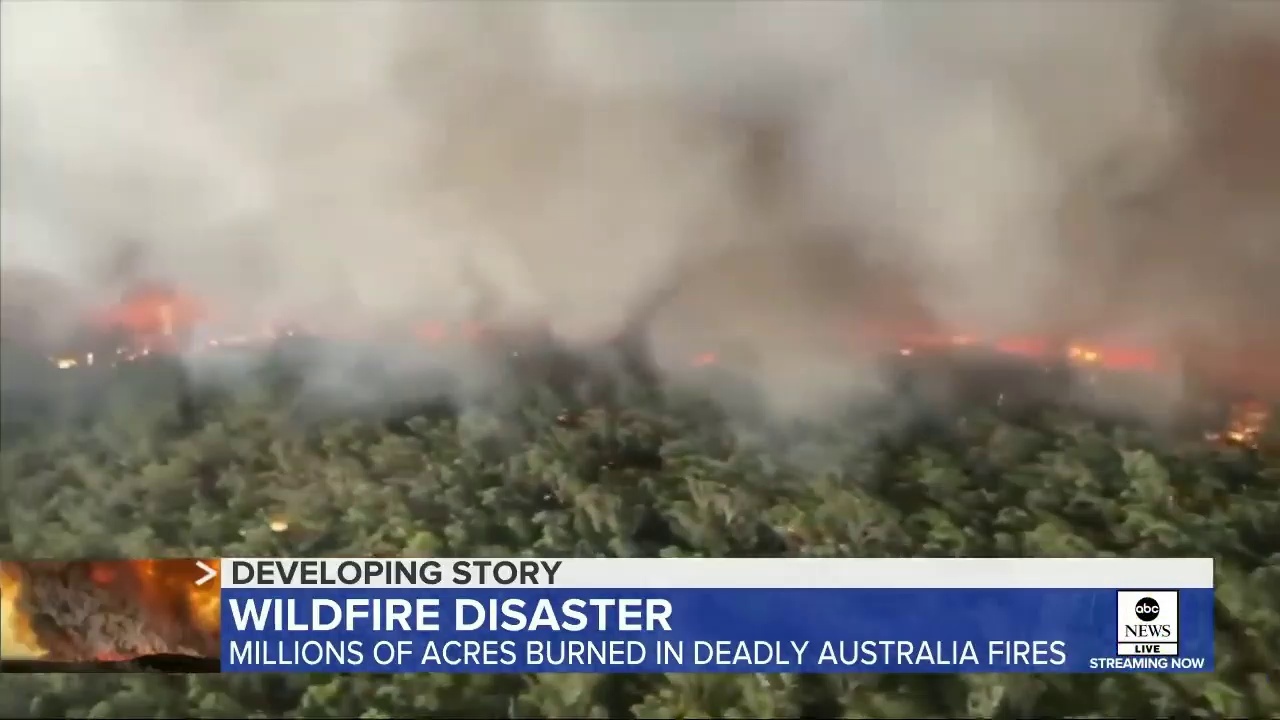 DEVELOPING STORY
WILDFIRE DISASTER
MILLIONS OF ACRES BURNED IN DEADLY AUSTRALIA FIRES
abc
NEWS
LIVE
STREAMING NOW